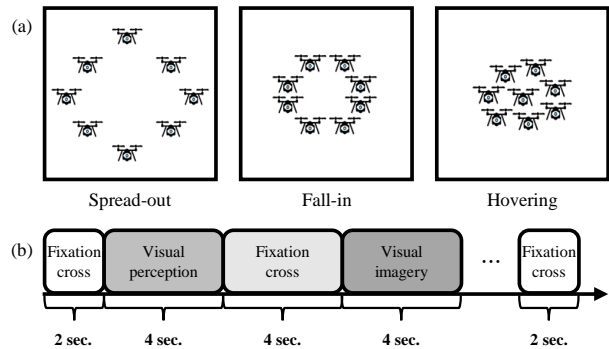 (a)
Spread-out Fall-in Hovering
(b)
Fixation cross Visual perception Fixation cross Visual imagery ... Fixation cross
2 sec. 4 sec. 4 sec. 4 sec. 2 sec.